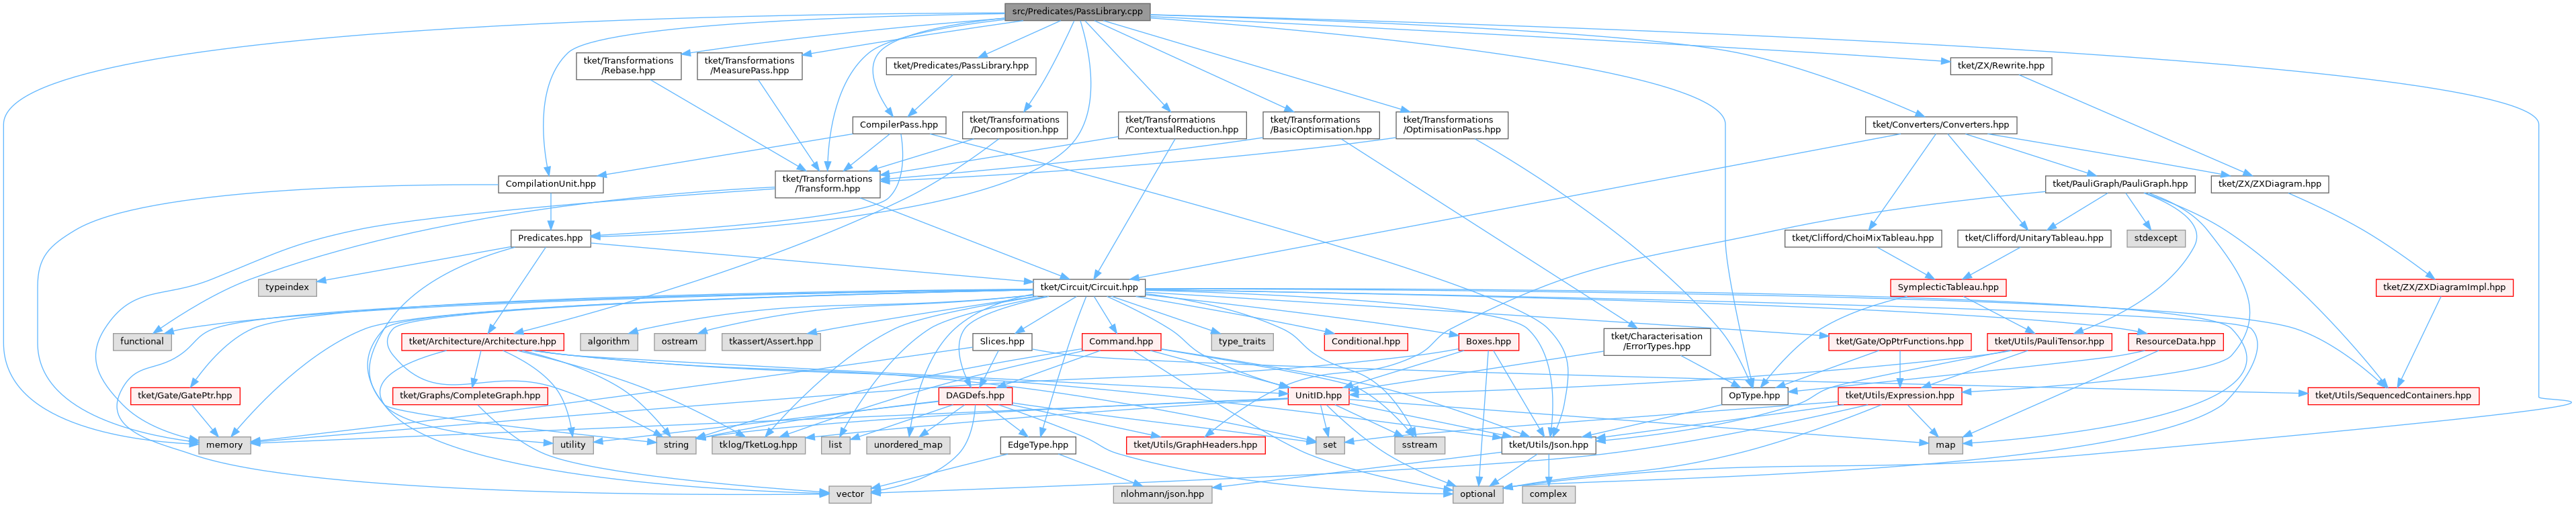 src/Predicates/PassLibrary.cpp
tket/Transformations
/Rebase.hpp
tket/Transformations
/MeasurePass.hpp
tket/Predicates/PassLibrary.hpp
tket/ZX/Rewrite.hpp
CompilerPass.hpp
tket/Transformations
/Decomposition.hpp
tket/Transformations
/ContextualReduction.hpp
tket/Transformations
/BasicOptimisation.hpp
tket/Transformations
/OptimisationPass.hpp
tket/Converters/Converters.hpp
CompilationUnit.hpp
tket/Transformations
/Transform.hpp
tket/PauliGraph/PauliGraph.hpp
tket/ZX/ZXDiagram.hpp
Predicates.hpp
tket/Clifford/ChoiMixTableau.hpp
tket/Clifford/UnitaryTableau.hpp
stdexcept
typeindex
tket/Circuit/Circuit.hpp
SymplecticTableau.hpp
tket/ZX/ZXDiagramImpl.hpp
functional
tket/Architecture/Architecture.hpp
algorithm
ostream
tkassert/Assert.hpp
Slices.hpp
Command.hpp
type_traits
Conditional.hpp
Boxes.hpp
tket/Characterisation
/ErrorTypes.hpp
tket/Gate/OpPtrFunctions.hpp
tket/Utils/PauliTensor.hpp
ResourceData.hpp
tket/Gate/GatePtr.hpp
tket/Graphs/CompleteGraph.hpp
DAGDefs.hpp
UnitID.hpp
OpType.hpp
tket/Utils/Expression.hpp
tket/Utils/SequencedContainers.hpp
memory
utility
string
tklog/TketLog.hpp
list
unordered_map
EdgeType.hpp
tket/Utils/GraphHeaders.hpp
set
sstream
tket/Utils/Json.hpp
map
vector
nlohmann/json.hpp
optional
complex